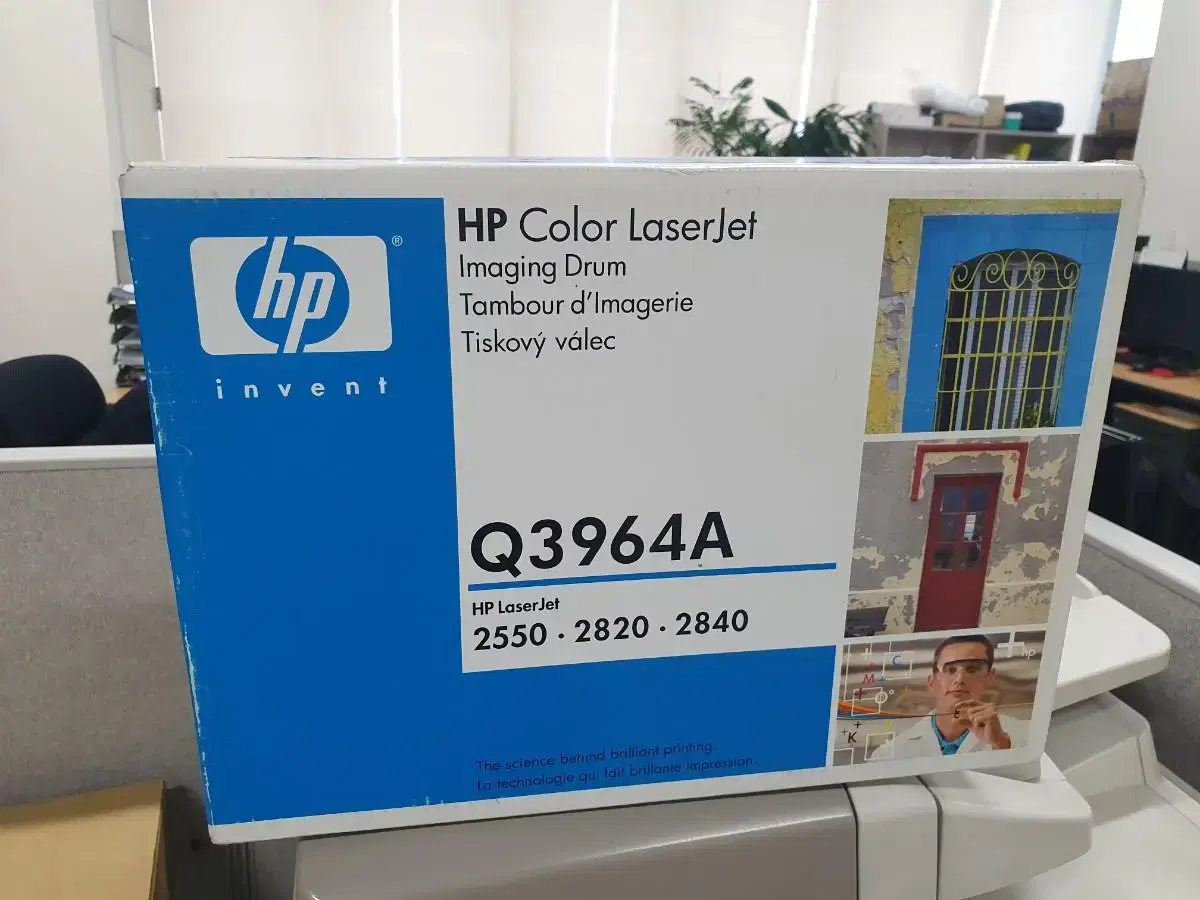 hp
®
invent
HP Color LaserJet
Imaging Drum
Tambour d'Imagerie
Tiskový válec
Q3964A
HP LaserJet
2550 · 2820 · 2840
The science behind brilliant printing.
La technologie qui fait brillante impression.
+hp
C
M
K